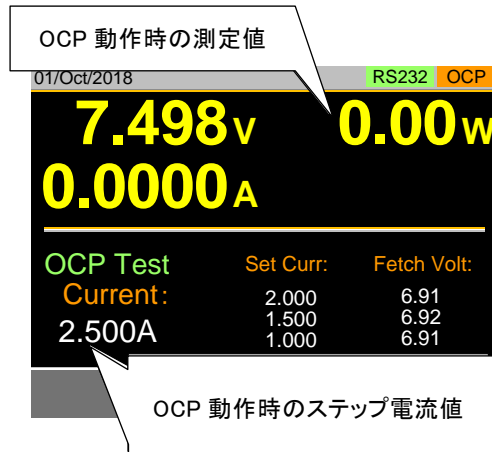 OCP 動作時の測定値
01/Oct/2018 RS232 OCP
7.498V 0.00W
0.0000A
OCP Test Set Curr: Fetch Volt:
Current: 2.000 6.91
2.500A 1.500 6.92
1.000 6.91
OCP 動作時のステップ電流値